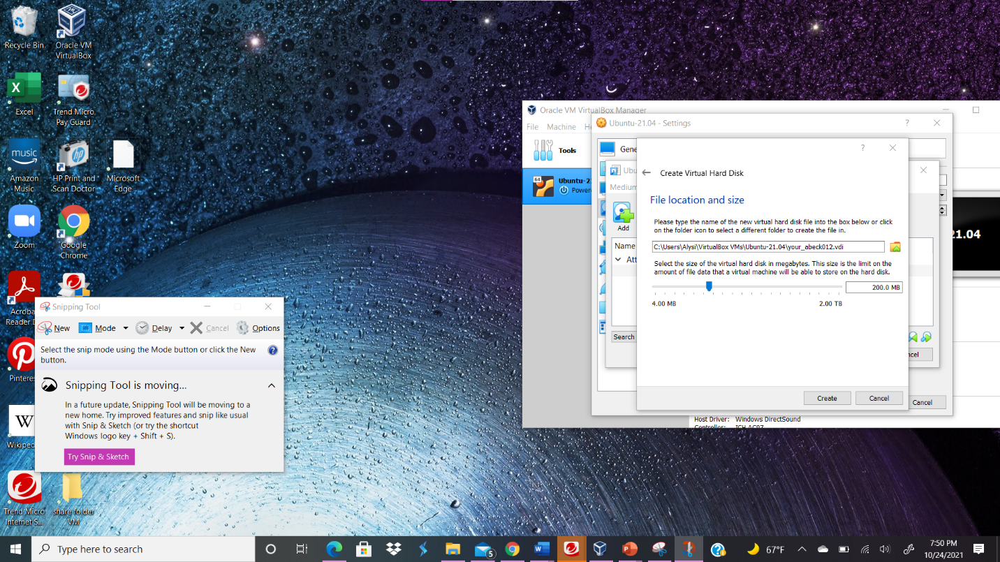 Recycle Bin
Oracle VM
VirtualBox
Excel
Trend Micro
Pay Guard
music
Amazon
Music
hp
HP Print and
Scan Doctor
Microsoft
Edge
Zoom
Google
Chrome
Acroba
Reader D
Pinteres
W
Wikiped
Trend Micro
Internet S...
share folder
VM
Snipping Tool
New
Mode
Delay
Cancel
Options
Select the snip mode using the Mode button or click the New
button.
Snipping Tool is moving...
In a future update, Snipping Tool will be moving to a
new home. Try improved features and snip like usual
with Snip & Sketch (or try the shortcut
Windows logo key + Shift + S).
Try Snip & Sketch
Oracle VM VirtualBox Manager
File Machine He
Tools
64
Ubuntu-21
Powere
Ubuntu-21.04 - Settings
?
Gene
Ubu
Medium
Add
Name
Att
Search
ncel
Cancel
21.04
?
Create Virtual Hard Disk
File location and size
Please type the name of the new virtual hard disk file into the box below or click
on the folder icon to select a different folder to create the file in.
C:\Users\Alysi\VirtualBox VMs\Ubuntu-21.04\your_abeck012.vdi
Select the size of the virtual hard disk in megabytes. This size is the limit on the
amount of file data that a virtual machine will be able to store on the hard disk.
200.0 MB
4.00 MB
2.00 TB
Create
Cancel
Host Driver: Windows DirectSound
Controller: ICH AC97
Type here to search
5
67°F
7:50 PM
10/24/2021